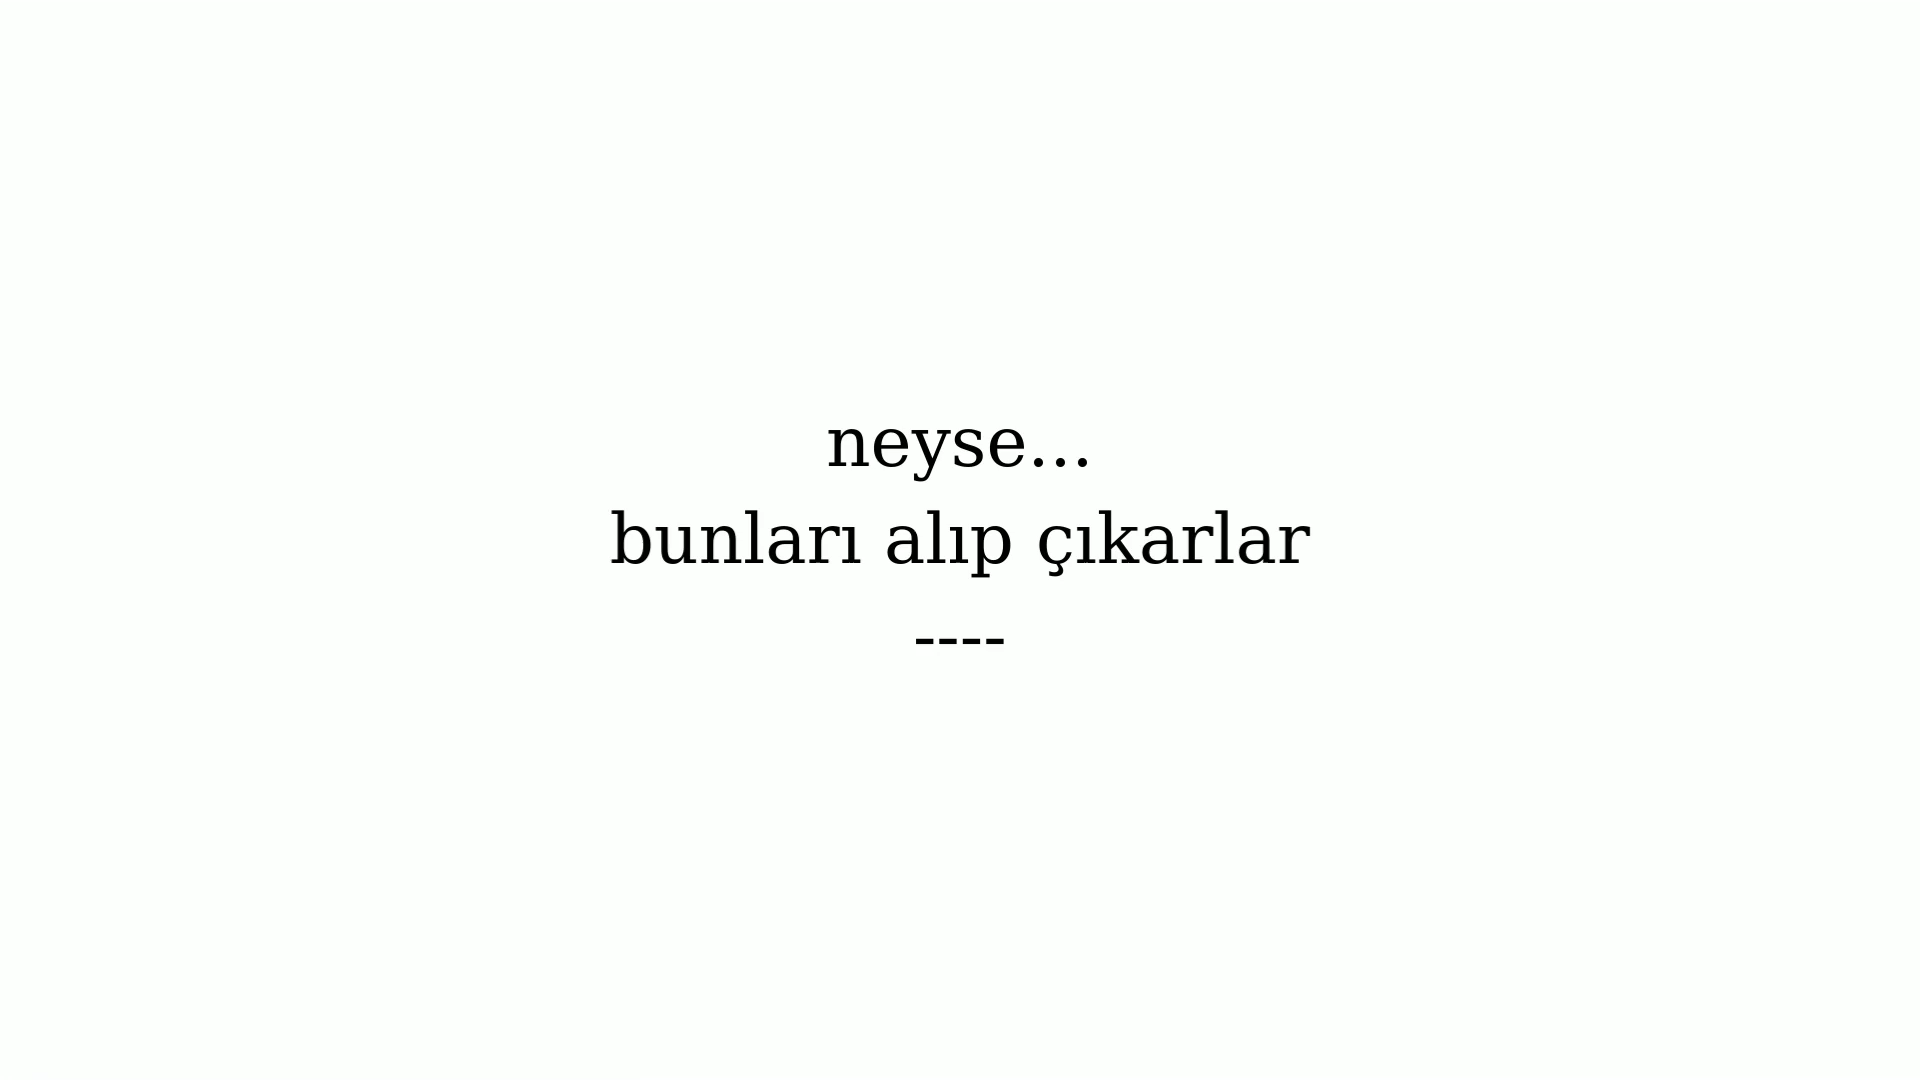 neyse...
bunları alıp çıkarlar
----